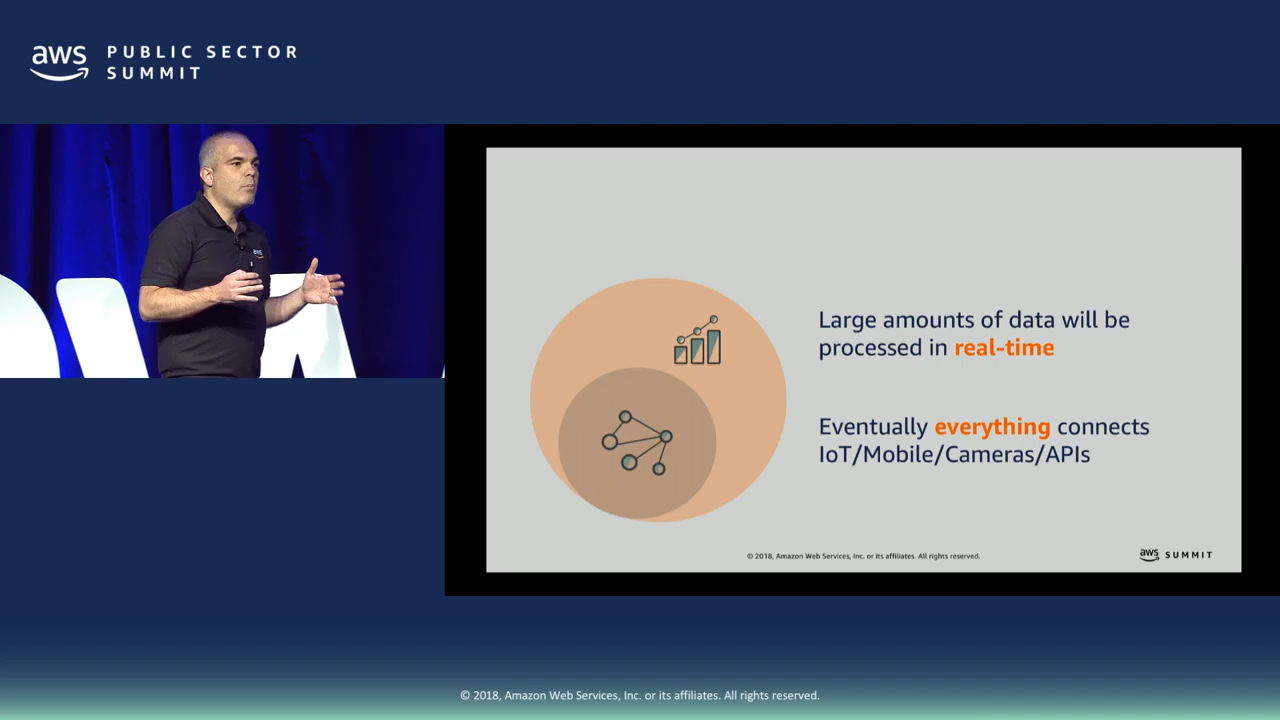 aws PUBLIC SECTOR
SUMMIT
aws
Large amounts of data will be
processed in real-time
Eventually everything connects
IoT/Mobile/Cameras/APIs
© 2018, Amazon Web Services, Inc. or its affiliates. All rights reserved.
aws SUMMIT
© 2018, Amazon Web Services, Inc. or its affiliates. All rights reserved.